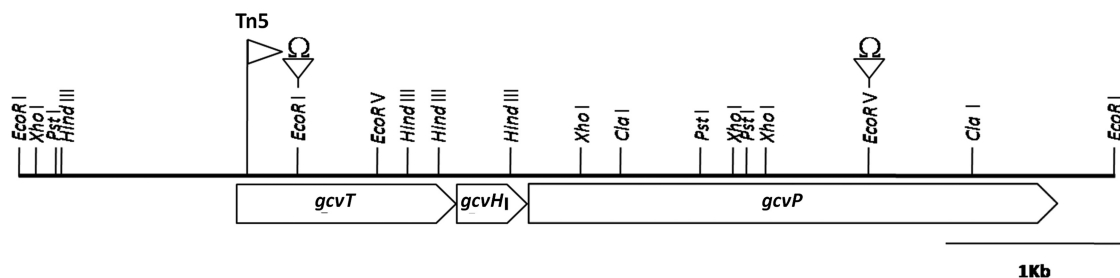 Tn5
Ω
Ω
EcoR I
Xho I
Pst I
Hind III
EcoR I
EcoR V
Hind III
Hind III
Hind III
Xho I
Cla I
Pst I
Xho I
Pst I
Xho I
EcoR V
Cla I
EcoR I
gcvT
gcvH
gcvP
1Kb